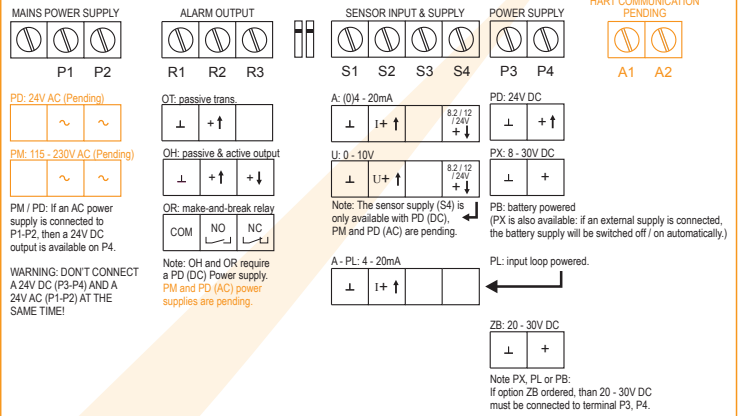 HART COMMUNICATION
MAINS POWER SUPPLY
ALARM OUTPUT
SENSOR INPUT & SUPPLY
POWER SUPPLY
PENDING
P1 P2
R1 R2 R3
S1 S2 S3 S4
P3 P4
A1 A2
PD: 24V AC (Pending)
~ ~
PM: 115 - 230V AC (Pending)
~ ~
PM / PD: If an AC power
supply is connected to
P1-P2, then a 24V DC
output is available on P4.
WARNING: DON'T CONNECT
A 24V DC (P3-P4) AND A
24V AC (P1-P2) AT THE
SAME TIME!
OT: passive trans.
⊥ +↑
OH: passive & active output
⊥ +↑ +↓
OR: make-and-break relay
COM NO NC
Note: OH and OR require
a PD (DC) Power supply.
PM and PD (AC) power
supplies are pending.
A: (0)4 - 20mA
8.2 / 12
/ 24V
⊥ I+ ↑ +↓
U: 0 - 10V
8.2 / 12
/ 24V
⊥ U+ ↑ +↓
Note: The sensor supply (S4) is
only available with PD (DC),
PM and PD (AC) are pending.
A - PL: 4 - 20mA
⊥ I+ ↑
PD: 24V DC
⊥ +↑
PX: 8 - 30V DC
⊥ +
PB: battery powered
(PX is also available: if an external supply is connected,
the battery supply will be switched off / on automatically.)
PL: input loop powered.
ZB: 20 - 30V DC
⊥ +
Note PX, PL or PB:
If option ZB ordered, than 20 - 30V DC
must be connected to terminal P3, P4.